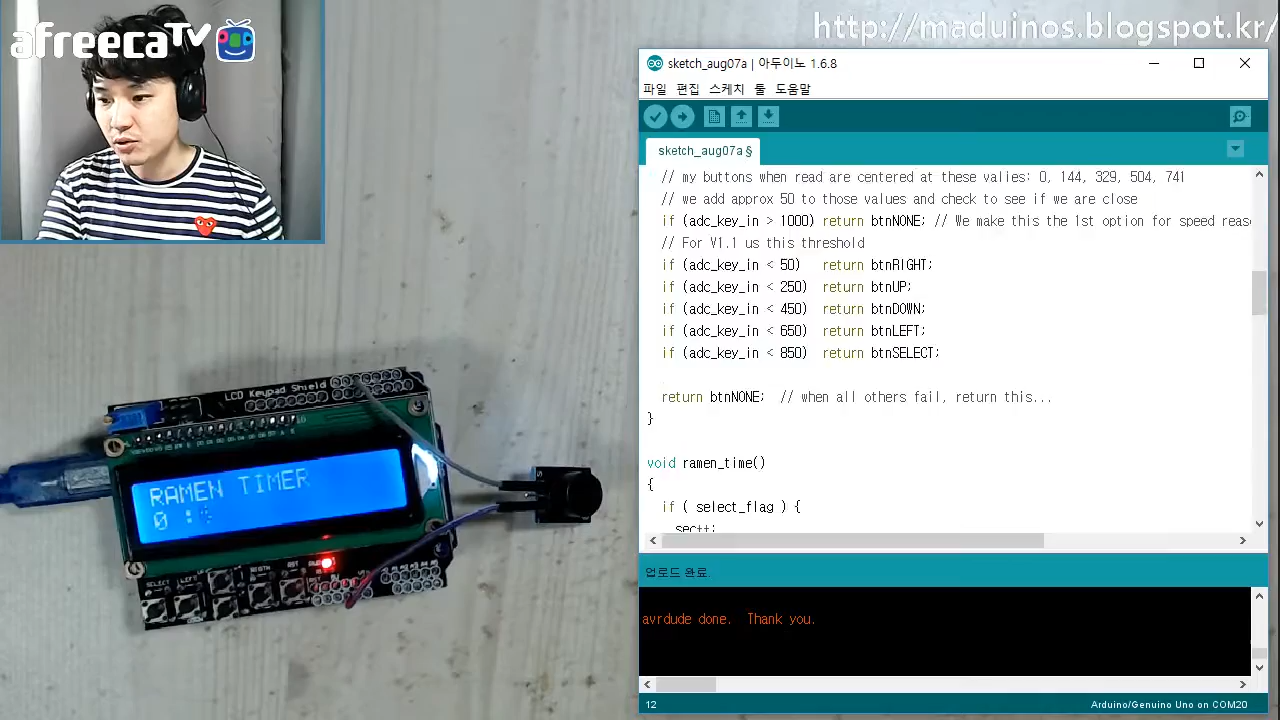 afreecaTV
http://maduinos.blogspot.kr/
sketch_aug07a | 아두이노 1.6.8
파일 편집 스케치 툴 도움말
sketch_aug07a §
// my buttons when read are centered at these valies: 0, 144, 329, 504, 741
// we add approx 50 to those values and check to see if we are close
if (adc_key_in > 1000) return btnNONE; // We make this the 1st option for speed reas
// For V1.1 us this threshold
if (adc_key_in < 50) return btnRIGHT;
if (adc_key_in < 250) return btnUP;
if (adc_key_in < 450) return btnDOWN;
if (adc_key_in < 650) return btnLEFT;
if (adc_key_in < 850) return btnSELECT;
return btnNONE; // when all others fail, return this...
}
void ramen_time()
{
if ( select_flag ) {
sec++;
업로드 완료.
avrdude done. Thank you.
12
Arduino/Genuino Uno on COM20
LCD Keypad Shield
RAMEN TIMER
0 :
SELECT LEFT
RIGTH RST